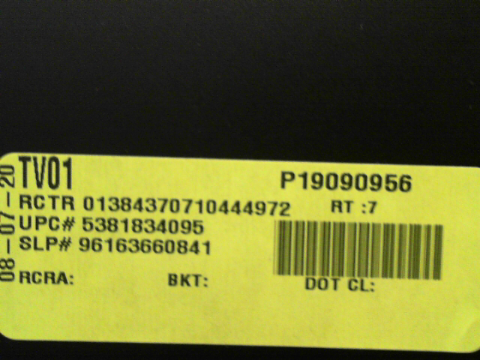 TV01
P19090956
RCTR 01384370710444972 RT :7
UPC# 5381834095
SLP# 96163660841
RCRA: BKT: DOT CL:
08-07-20